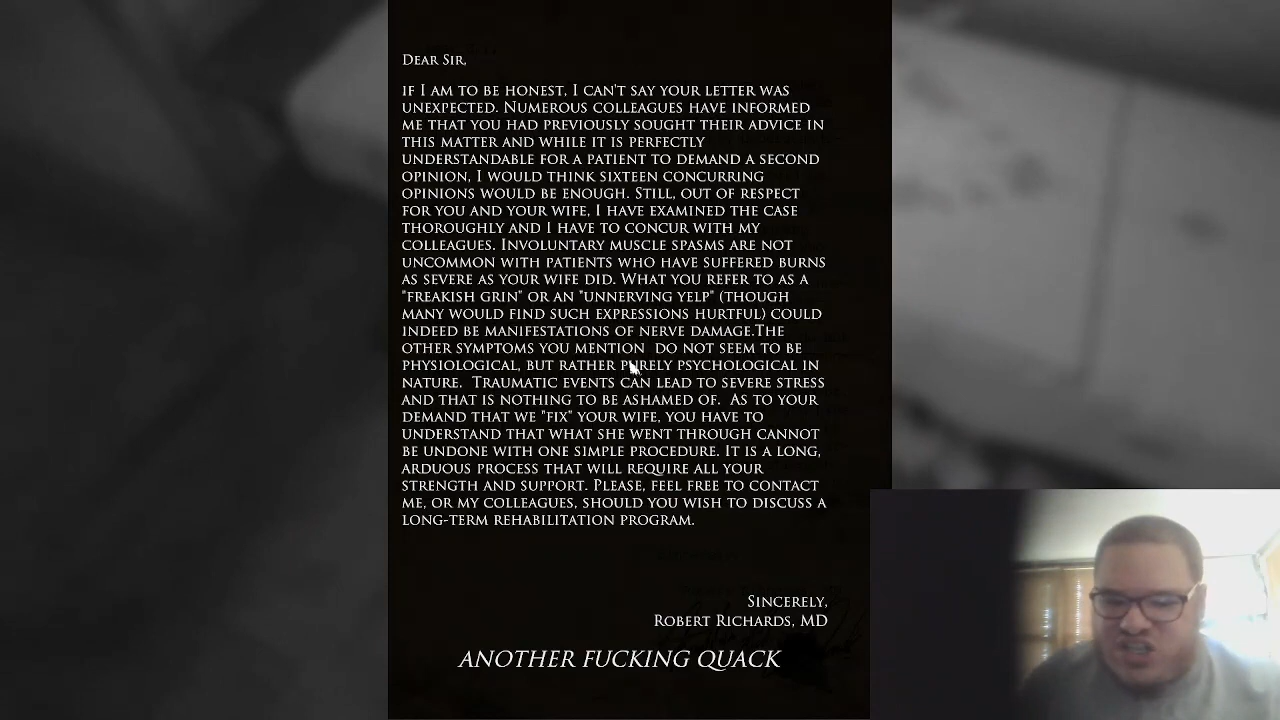 Dear Sir,
if I am to be honest, I can't say your letter was
unexpected. Numerous colleagues have informed
me that you had previously sought their advice in
this matter and while it is perfectly
understandable for a patient to demand a second
opinion, I would think sixteen concurring
opinions would be enough. Still, out of respect
for you and your wife, I have examined the case
thoroughly and I have to concur with my
colleagues. Involuntary muscle spasms are not
uncommon with patients who have suffered burns
as severe as your wife did. What you refer to as a
"freakish grin" or an "unnerving yelp" (though
many would find such expressions hurtful) could
indeed be manifestations of nerve damage.The
other symptoms you mention  do not seem to be
physiological, but rather purely psychological in
nature.  Traumatic events can lead to severe stress
and that is nothing to be ashamed of.  As to your
demand that we "fix" your wife, you have to
understand that what she went through cannot
be undone with one simple procedure. It is a long,
arduous process that will require all your
strength and support. Please, feel free to contact
me, or my colleagues, should you wish to discuss a
long-term rehabilitation program.
Sincerely,
Robert Richards, MD
ANOTHER FUCKING QUACK